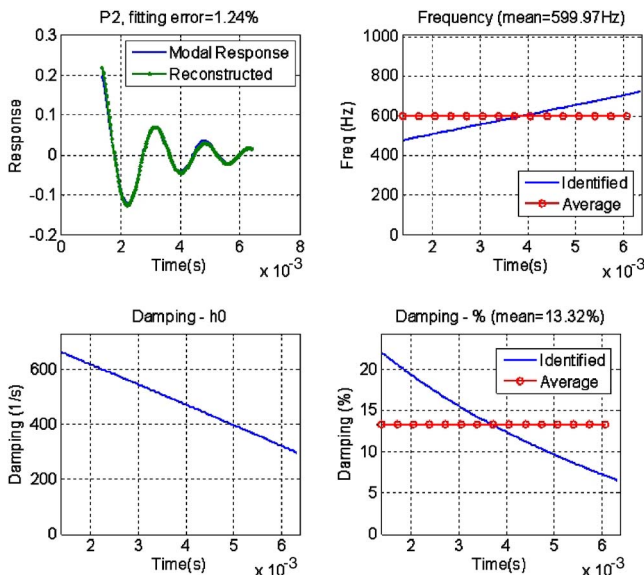 P2, fitting error=1.24%
Modal Response
Reconstructed
0.3
0.2
0.1
0
-0.1
-0.2
Response
0 2 4 6 8
Time(s)
x 10⁻³
Frequency (mean=599.97Hz)
1000
800
600
400
200
0
Freq (Hz)
Identified
Average
2 3 4 5 6
Time(s)
x 10⁻³
Damping - h0
600
400
200
0
Damping (1/s)
2 3 4 5 6
Time(s)
x 10⁻³
Damping - % (mean=13.32%)
Identified
Average
20
15
10
5
0
Damping (%)
2 3 4 5 6
Time(s)
x 10⁻³